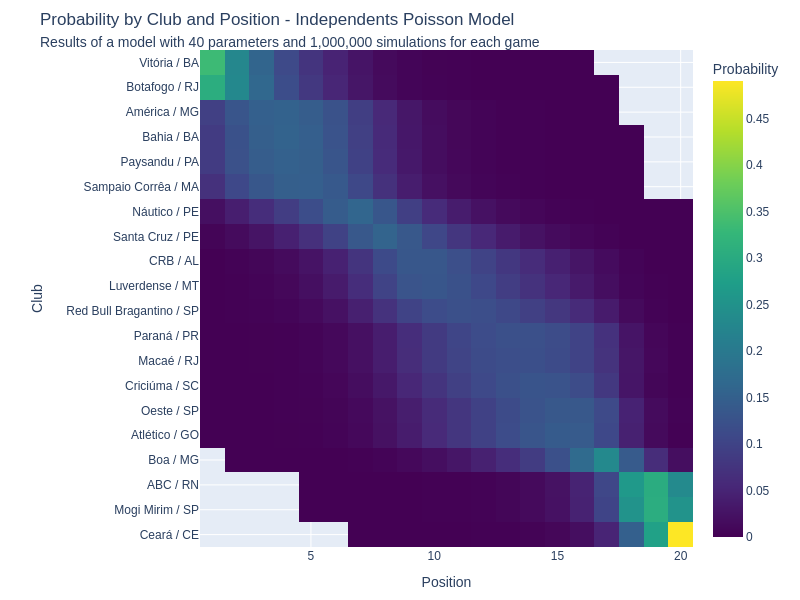 Probability by Club and Position - Independents Poisson Model
Results of a model with 40 parameters and 1,000,000 simulations for each game
Probability
0.45
0.4
0.35
0.3
0.25
0.2
0.15
0.1
0.05
0
Club
Vitória / BA
Botafogo / RJ
América / MG
Bahia / BA
Paysandu / PA
Sampaio Corrêa / MA
Náutico / PE
Santa Cruz / PE
CRB / AL
Luverdense / MT
Red Bull Bragantino / SP
Paraná / PR
Macaé / RJ
Criciúma / SC
Oeste / SP
Atlético / GO
Boa / MG
ABC / RN
Mogi Mirim / SP
Ceará / CE
5 10 15 20
Position